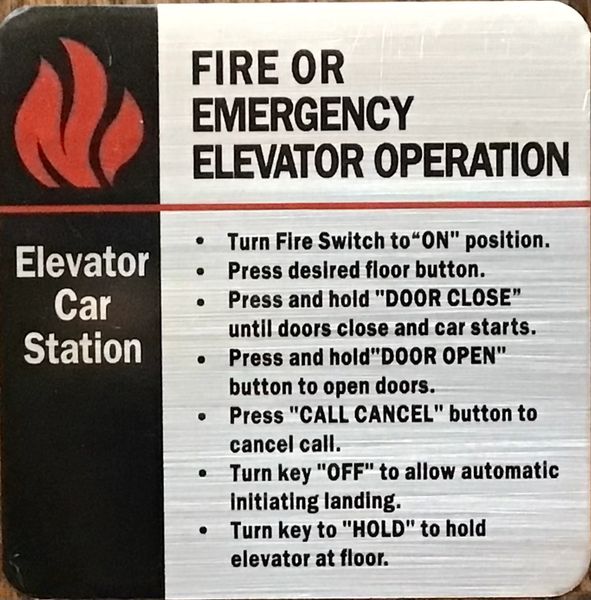 FIRE OR
EMERGENCY
ELEVATOR OPERATION
Elevator
Car
Station
• Turn Fire Switch to“ON" position.
• Press desired floor button.
• Press and hold "DOOR CLOSE”
until doors close and car starts.
• Press and hold"DOOR OPEN"
button to open doors.
• Press "CALL CANCEL" button to
cancel call.
• Turn key "OFF" to allow automatic
initiating landing.
• Turn key to "HOLD" to hold
elevator at floor.